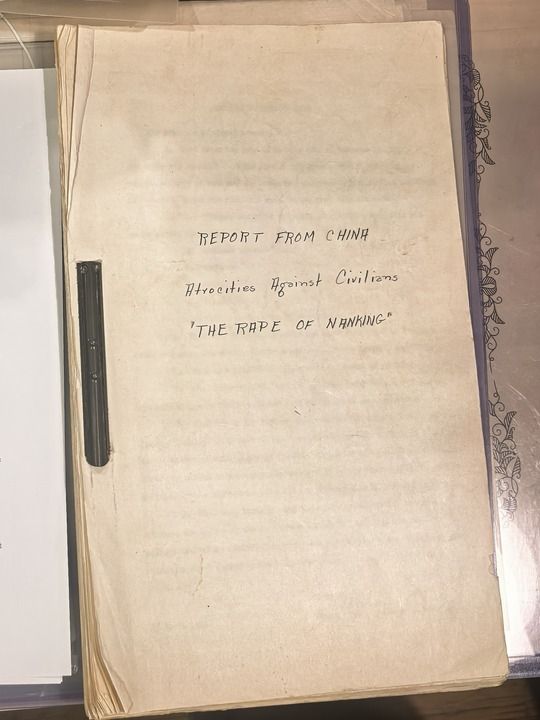 REPORT FROM CHINA
Atrocities Against Civilians
"THE RAPE OF NANKING"